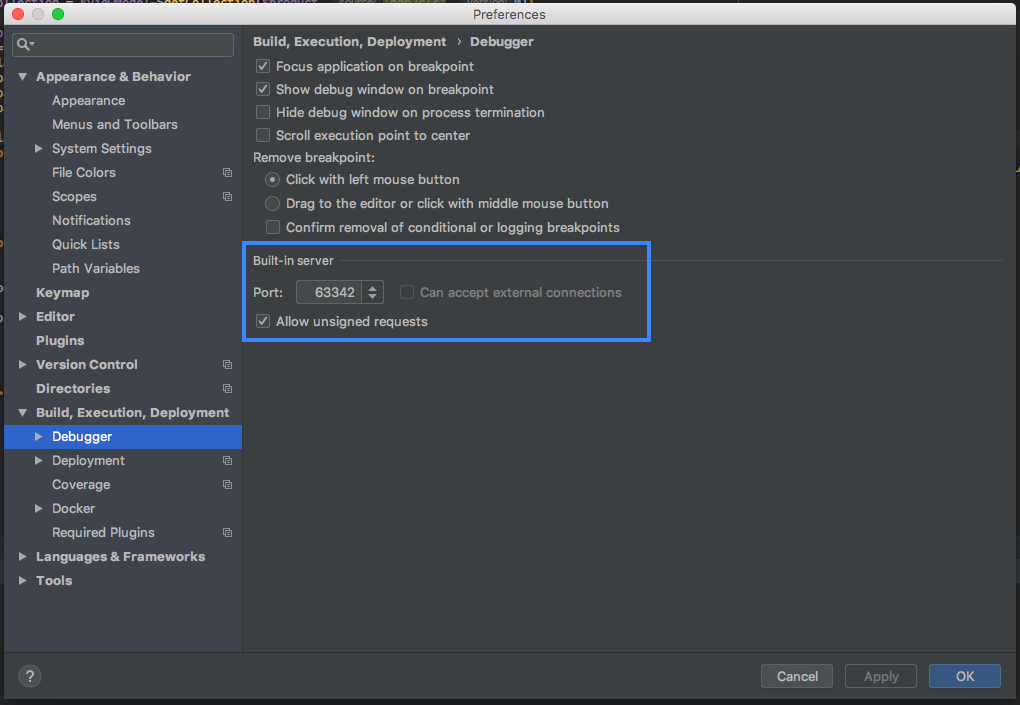 Preferences
Appearance & Behavior
Appearance
Menus and Toolbars
System Settings
File Colors
Scopes
Notifications
Quick Lists
Path Variables
Keymap
Editor
Plugins
Version Control
Directories
Build, Execution, Deployment
Debugger
Deployment
Coverage
Docker
Required Plugins
Languages & Frameworks
Tools
Build, Execution, Deployment › Debugger
Focus application on breakpoint
Show debug window on breakpoint
Hide debug window on process termination
Scroll execution point to center
Remove breakpoint:
Click with left mouse button
Drag to the editor or click with middle mouse button
Confirm removal of conditional or logging breakpoints
Built-in server
Port: 63342 Can accept external connections
Allow unsigned requests
? Cancel Apply OK